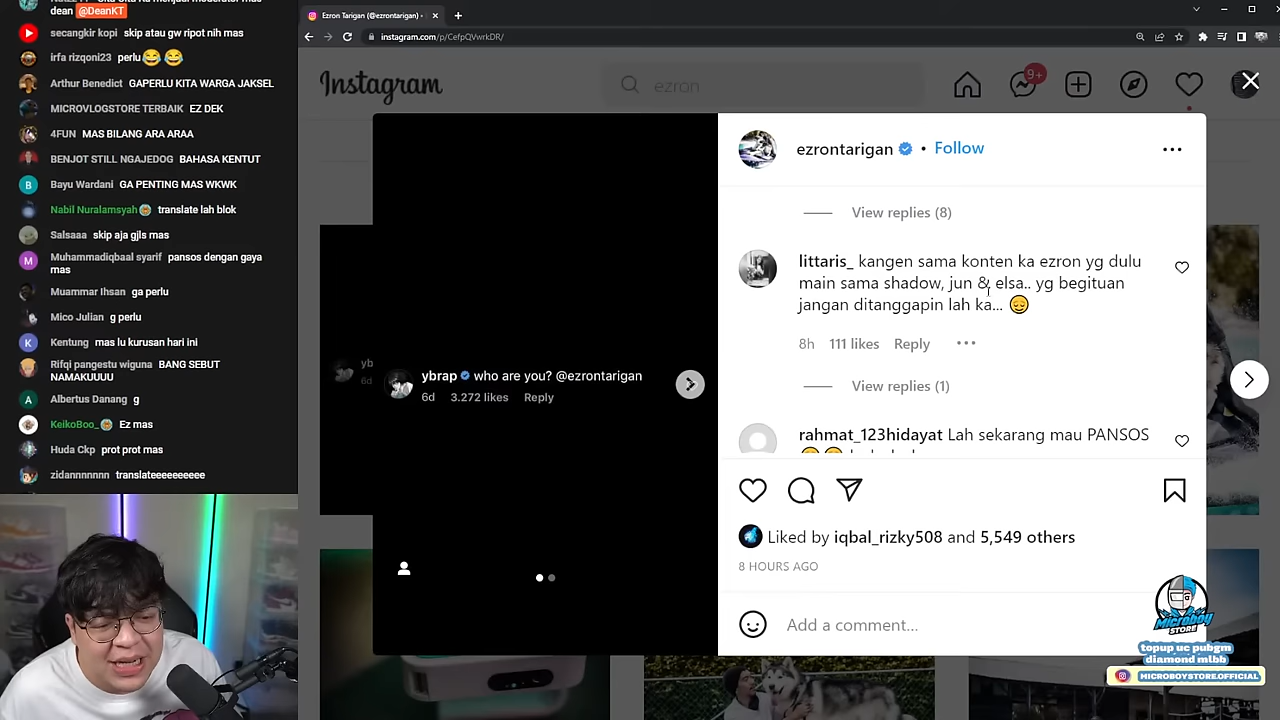 dean @DeanKT
secangkir kopi skip atau gw ripot nih mas
irfa rizqoni23 perlu😂😂
Arthur Benedict GAPERLU KITA WARGA JAKSEL
MICROVLOGSTORE TERBAIK EZ DEK
4FUN MAS BILANG ARA ARAA
BENJOT STILL NGAJEDOG BAHASA KENTUT
Bayu Wardani GA PENTING MAS WKWK
Nabil Nuralamsyah translate lah blok
Salsaaa skip aja gjls mas
Muhammadiqbaal syarif pansos dengan gaya
mas
Muammar Ihsan ga perlu
Mico Julian g perlu
Kentung mas lu kurusan hari ini
Rifqi pangestu wiguna BANG SEBUT
NAMAKUUUU
Albertus Danang g
KeikoBoo_ Ez mas
Huda Ckp prot prot mas
zidannnnnn translateeeeeeeee
Ezron Tarigan (@ezrontarigan) •
instagram.com/p/CefpQVwrkDR/
Instagram
ezron
9+
ezrontarigan • Follow
View replies (8)
littaris_ kangen sama konten ka ezron yg dulu
main sama shadow, jun & elsa.. yg begituan
jangan ditanggapin lah ka... 😌
8h 111 likes Reply
View replies (1)
rahmat_123hidayat Lah sekarang mau PANSOS
yb
6d
ybrap who are you? @ezrontarigan
6d 3.272 likes Reply
Liked by iqbal_rizky508 and 5,549 others
8 HOURS AGO
Add a comment...
Microboy
STORE
topup uc pubgm
diamond mlbb
MICROBOYSTORE.OFFICIAL